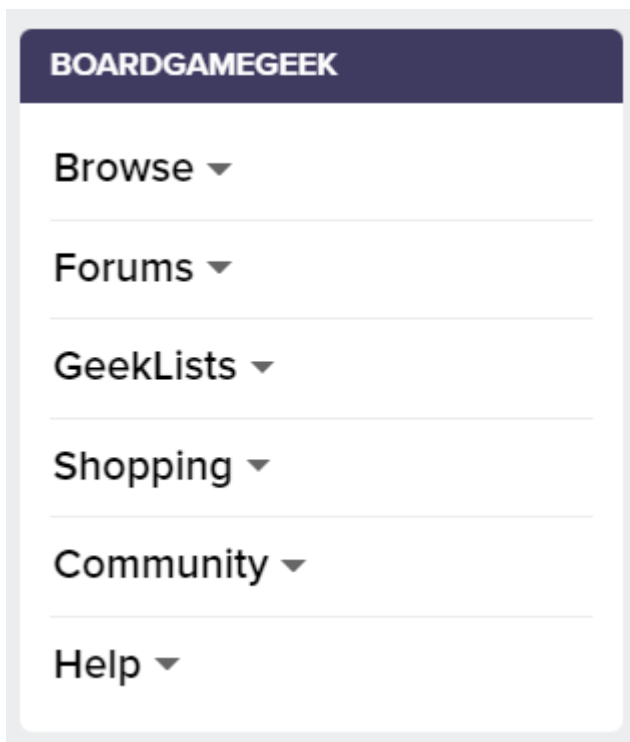 BOARDGAMEGEEK
Browse
Forums
GeekLists
Shopping
Community
Help